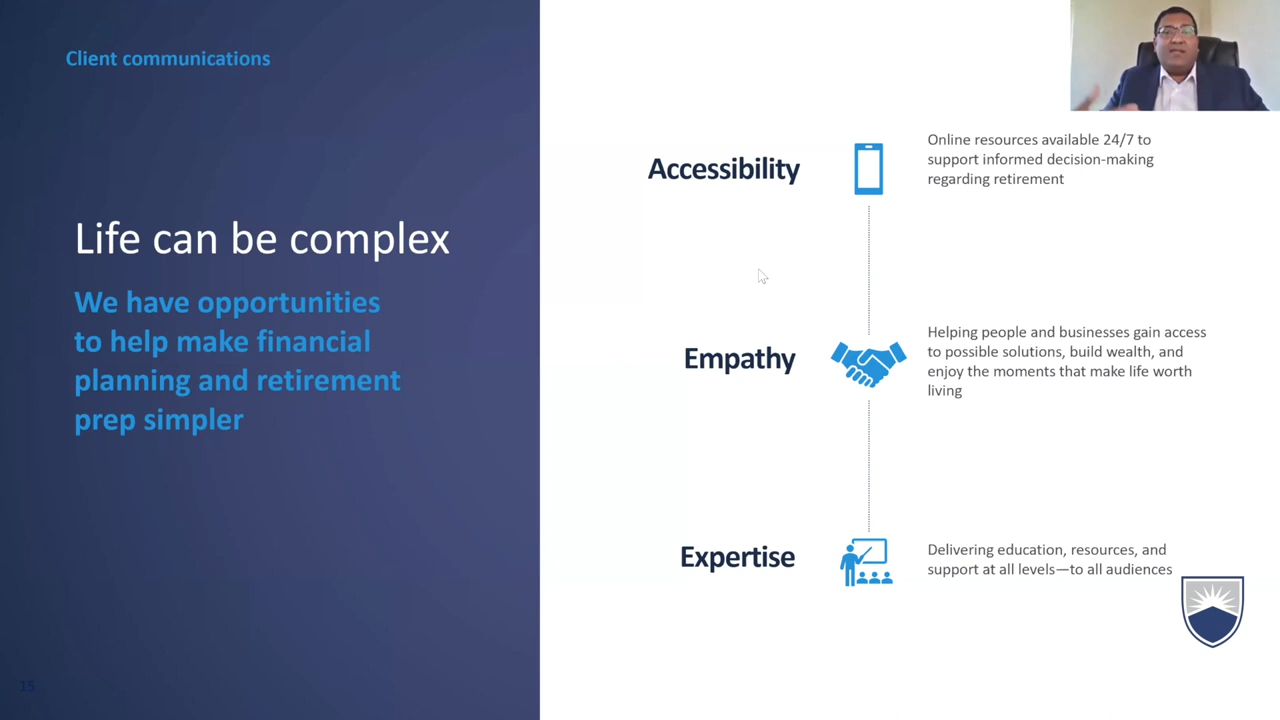 Client communications
Life can be complex
We have opportunities
to help make financial
planning and retirement
prep simpler
Accessibility
Online resources available 24/7 to
support informed decision-making
regarding retirement
Empathy
Helping people and businesses gain access
to possible solutions, build wealth, and
enjoy the moments that make life worth
living
Expertise
Delivering education, resources, and
support at all levels—to all audiences
15